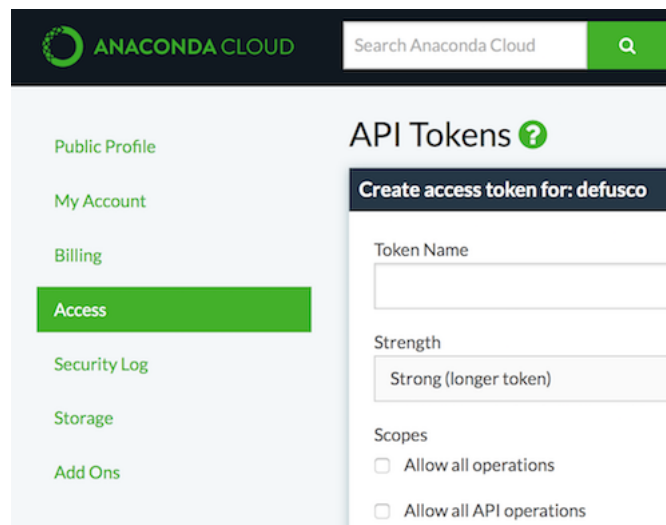 ANACONDA CLOUD
Search Anaconda Cloud
Public Profile
My Account
Billing
Access
Security Log
Storage
Add Ons
API Tokens ?
Create access token for: defusco
Token Name
Strength
Strong (longer token)
Scopes
Allow all operations
Allow all API operations